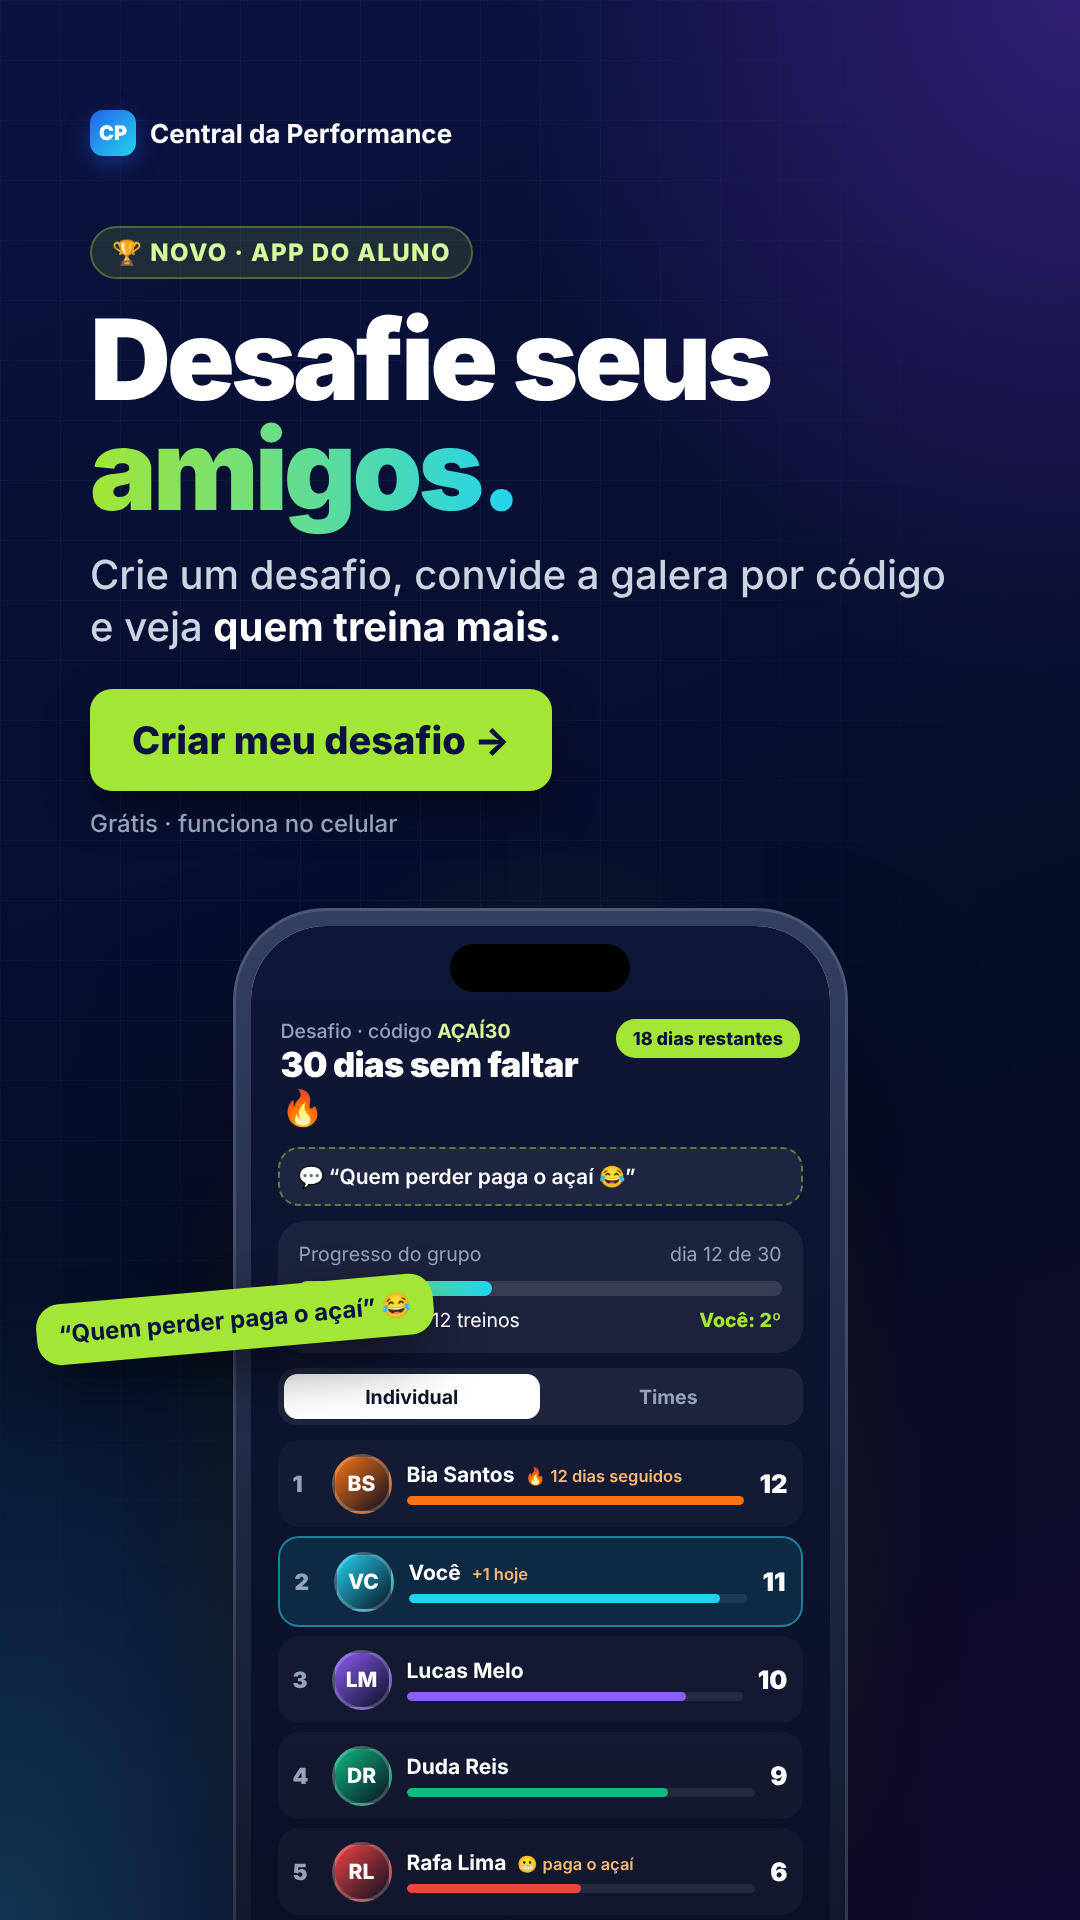 CP Central da Performance
🏆 NOVO · APP DO ALUNO
Desafie seus
amigos.
Crie um desafio, convide a galera por código
e veja quem treina mais.
Criar meu desafio →
Grátis · funciona no celular
Desafio · código AÇAÍ30
18 dias restantes
30 dias sem faltar
🔥
💬 “Quem perder paga o açaí 😂”
Progresso do grupo dia 12 de 30
“Quem perder paga o açaí” 😂
12 treinos Você: 2º
Individual Times
1 BS Bia Santos 🔥 12 dias seguidos 12
2 VC Você +1 hoje 11
3 LM Lucas Melo 10
4 DR Duda Reis 9
5 RL Rafa Lima 😬 paga o açaí 6